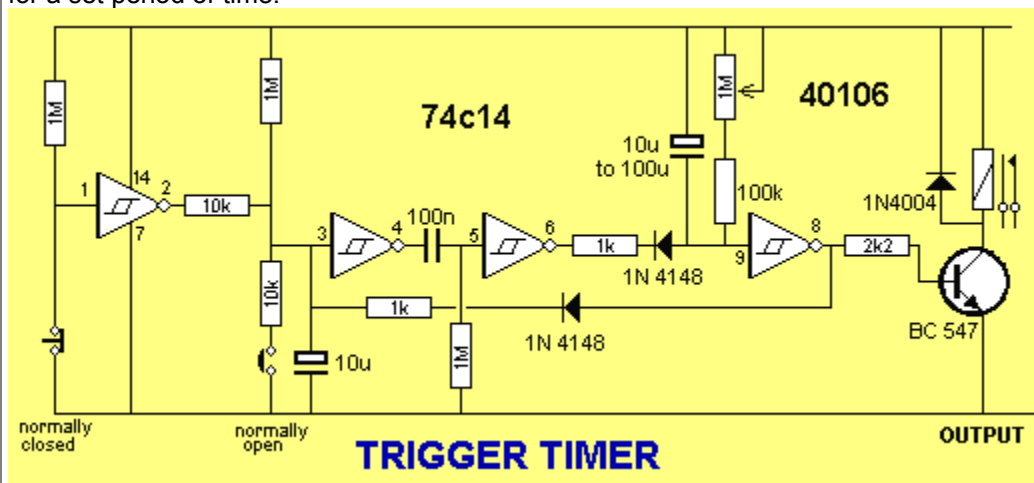 for a set period of time.
1M
1M
74c14
10u
to 100u
1M
40106
1
14
2
7
10k
100k
1N4004
3
4
100n
5
6
1k
1N 4148
9
8
2k2
10k
1k
1N 4148
BC 547
10u
1M
normally
closed
normally
open
TRIGGER TIMER
OUTPUT